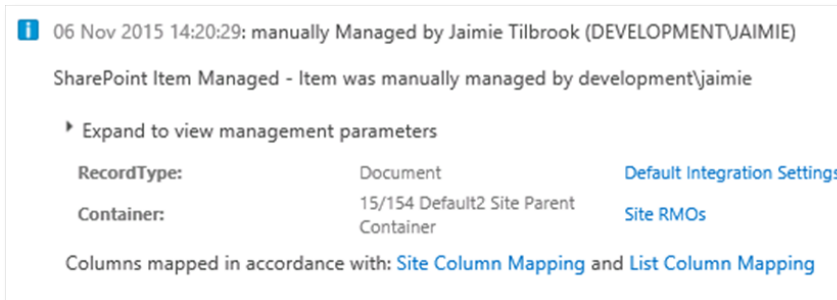 06 Nov 2015 14:20:29: manually Managed by Jaimie Tilbrook (DEVELOPMENT\JAIMIE)
SharePoint Item Managed - Item was manually managed by development\jaimie
Expand to view management parameters
RecordType: Document Default Integration Settings
Container: 15/154 Default2 Site Parent Container Site RMOs
Columns mapped in accordance with: Site Column Mapping and List Column Mapping